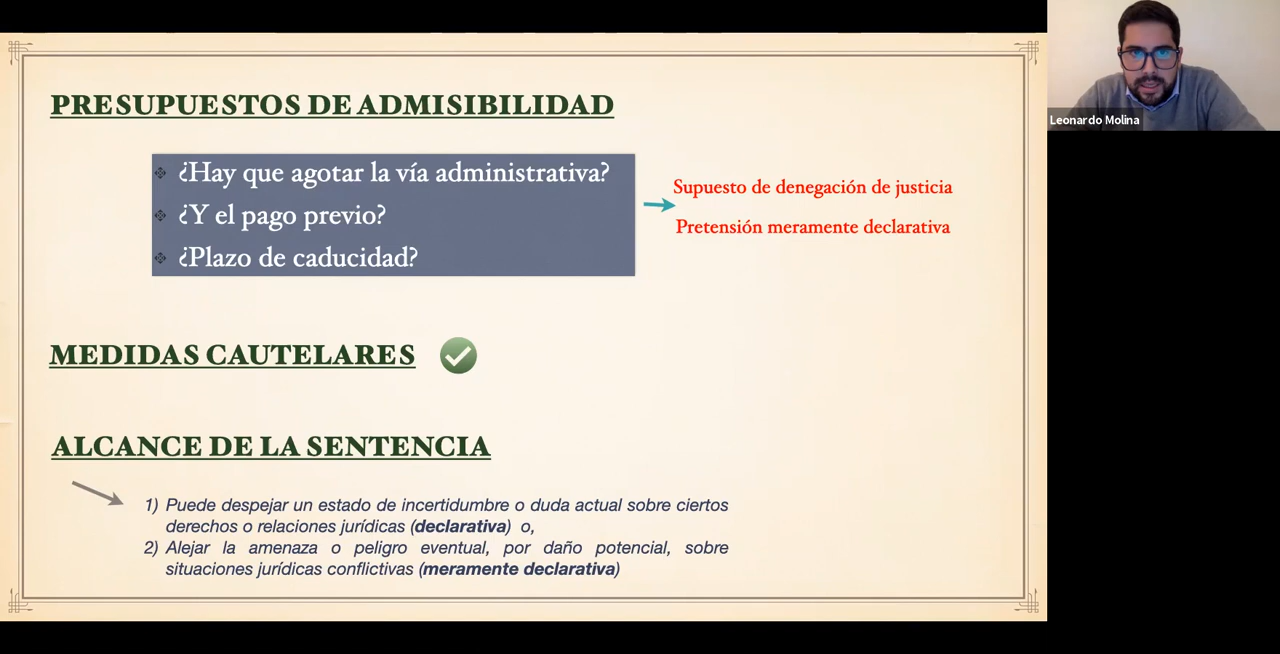 PRESUPUESTOS DE ADMISIBILIDAD
¿Hay que agotar la vía administrativa?
¿Y el pago previo?
¿Plazo de caducidad?
Supuesto de denegación de justicia
Pretensión meramente declarativa
MEDIDAS CAUTELARES
ALCANCE DE LA SENTENCIA
1) Puede despejar un estado de incertidumbre o duda actual sobre ciertos
derechos o relaciones jurídicas (declarativa) o,
2) Alejar la amenaza o peligro eventual, por daño potencial, sobre
situaciones jurídicas conflictivas (meramente declarativa)
Leonardo Molina